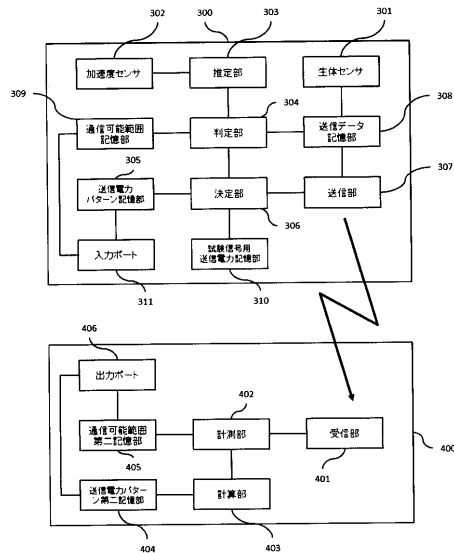 302
303
300
301
加速度センサ
推定部
生体センサ
309
308
通信可能範囲
記憶部
304
判定部
送信データ
記憶部
305
送信電力
パターン記憶部
決定部
送信部
307
306
入力ポート
試験信号用
送信電力記憶部
311
310
406
出力ポート
402
通信可能範囲
第二記憶部
計測部
受信部
400
405
401
送信電力パター
ン第二記憶部
計算部
404
403